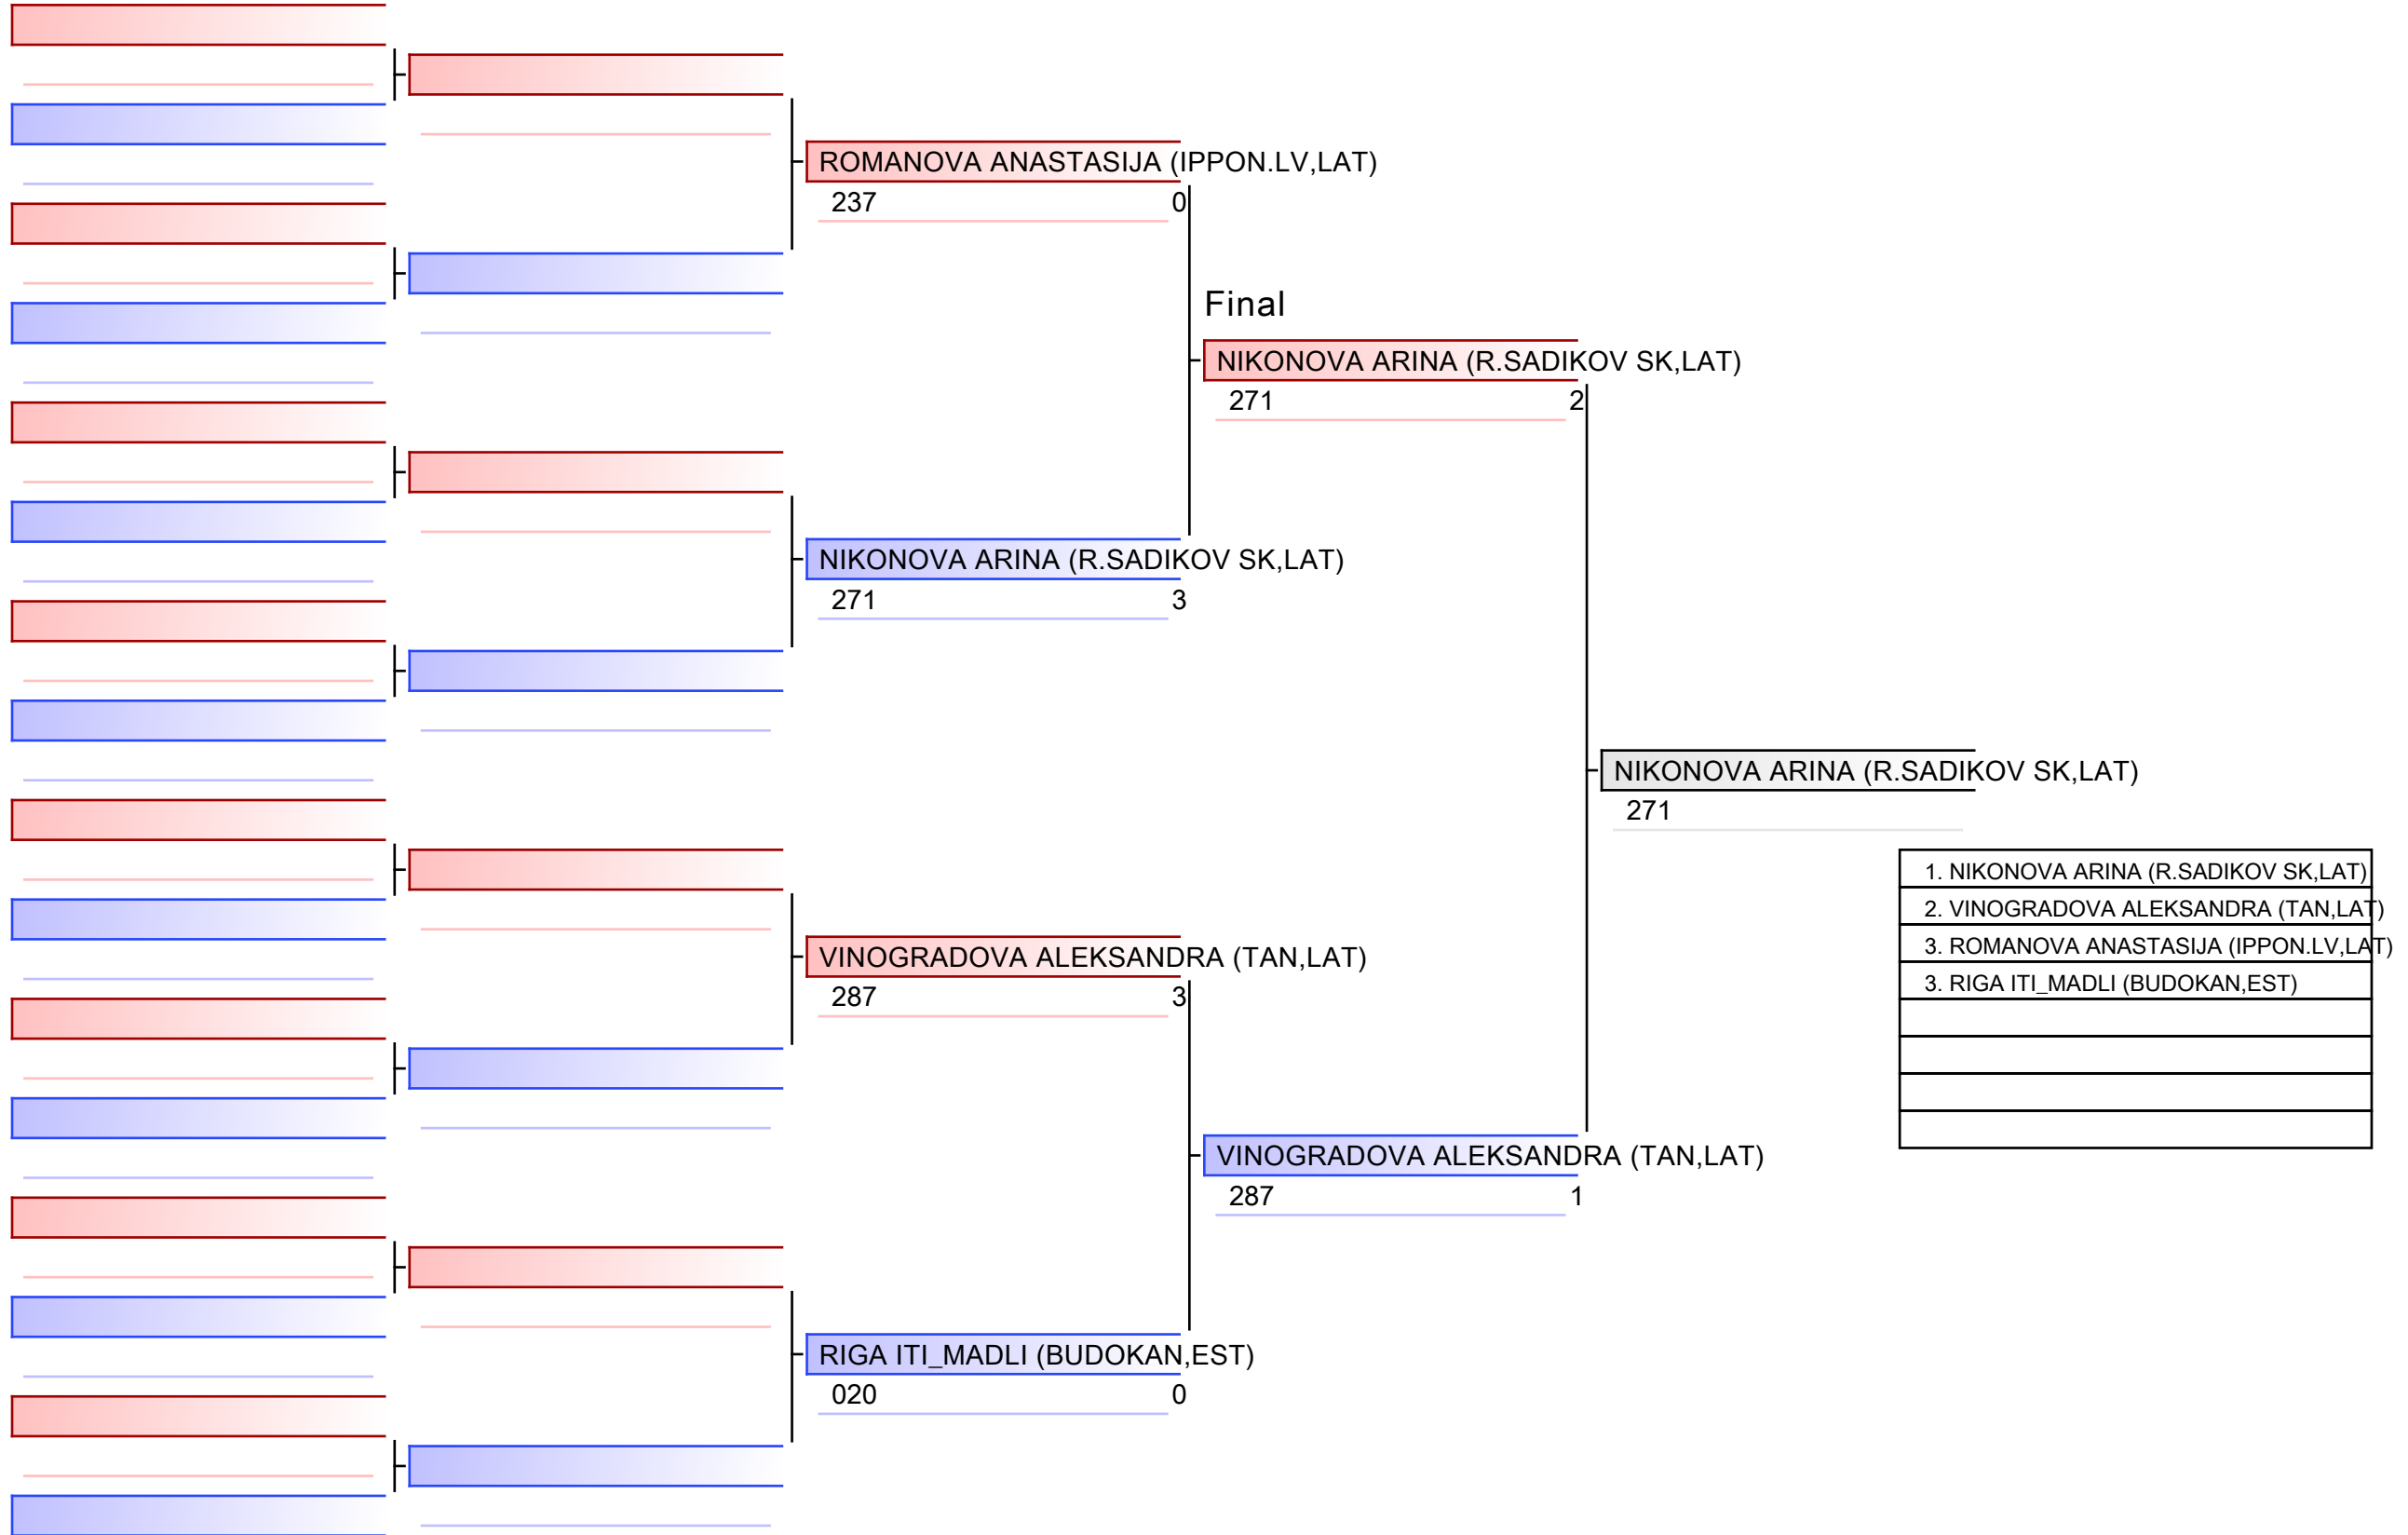 ROMANOVA ANASTASIJA (IPPON.LV,LAT)
237 0
Final
NIKONOVA ARINA (R.SADIKOV SK,LAT)
271 2
NIKONOVA ARINA (R.SADIKOV SK,LAT)
271 3
NIKONOVA ARINA (R.SADIKOV SK,LAT)
271
1. NIKONOVA ARINA (R.SADIKOV SK,LAT)
2. VINOGRADOVA ALEKSANDRA (TAN,LAT)
3. ROMANOVA ANASTASIJA (IPPON.LV,LAT)
3. RIGA ITI_MADLI (BUDOKAN,EST)
VINOGRADOVA ALEKSANDRA (TAN,LAT)
287 3
VINOGRADOVA ALEKSANDRA (TAN,LAT)
287 1
RIGA ITI_MADLI (BUDOKAN,EST)
020 0